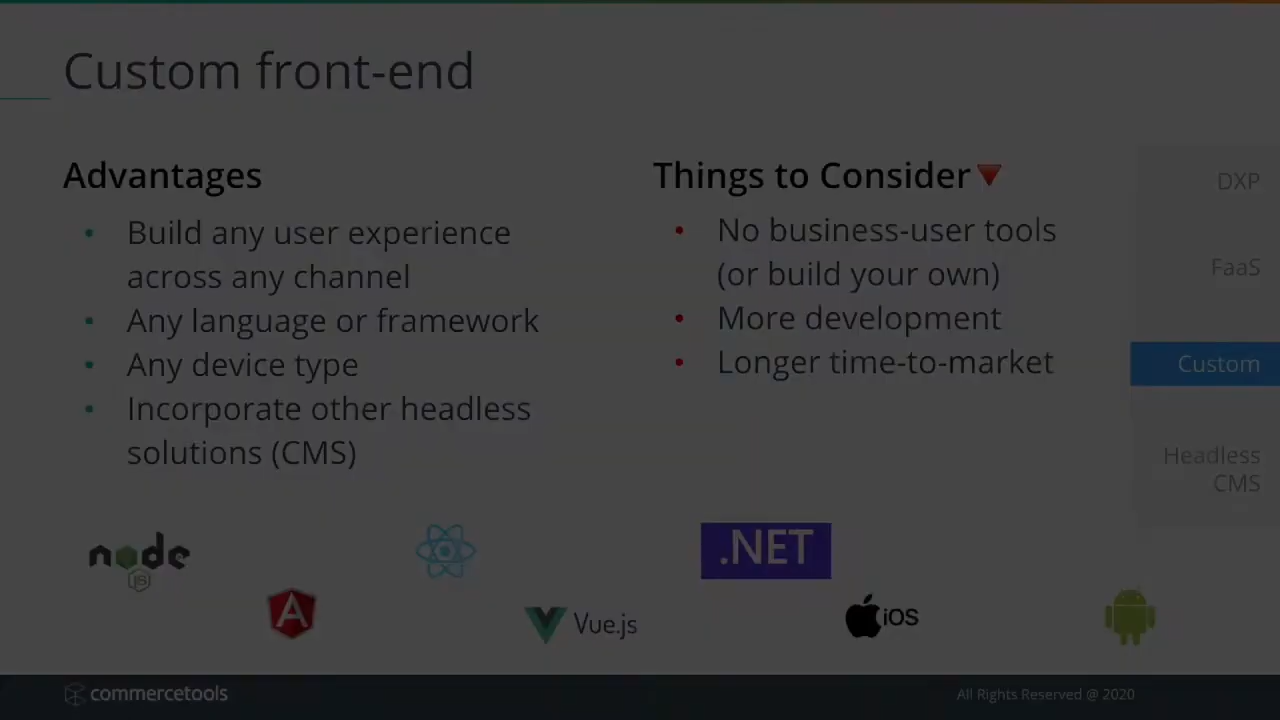 Custom front-end
Advantages
• Build any user experience
across any channel
• Any language or framework
• Any device type
• Incorporate other headless
solutions (CMS)
Things to Consider
• No business-user tools
(or build your own)
• More development
• Longer time-to-market
DXP
FaaS
Custom
Headless
CMS
node
JS
A
Vue.js
.NET
iOS
commercetools
All Rights Reserved @ 2020